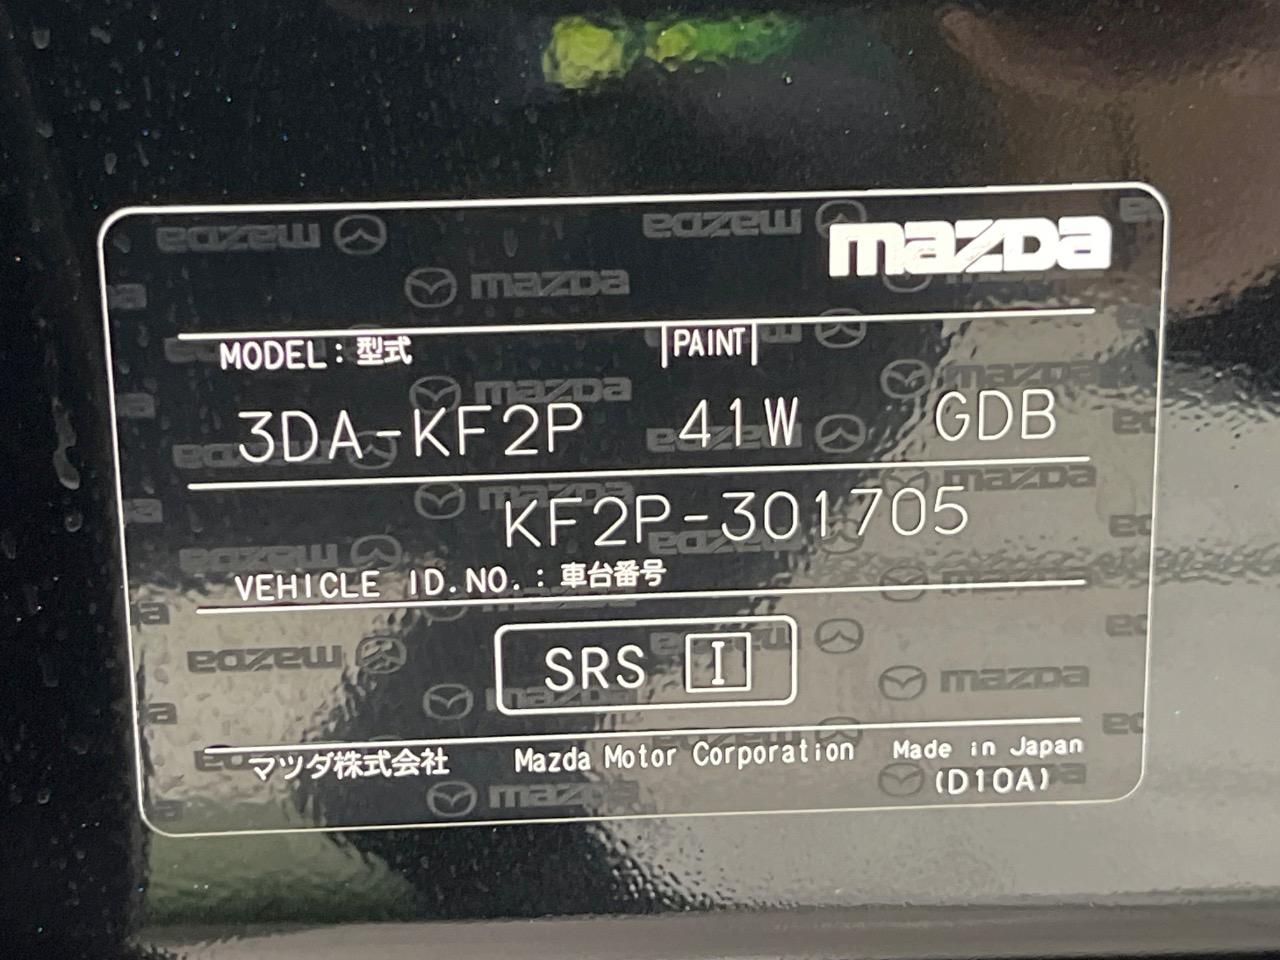 mazda
MODEL : 型式 PAINT
3DA-KF2P 41W GDB
KF2P-301705
VEHICLE ID.NO. : 車台番号
SRS I
マツダ株式会社 Mazda Motor Corporation Made in Japan
(D10A)